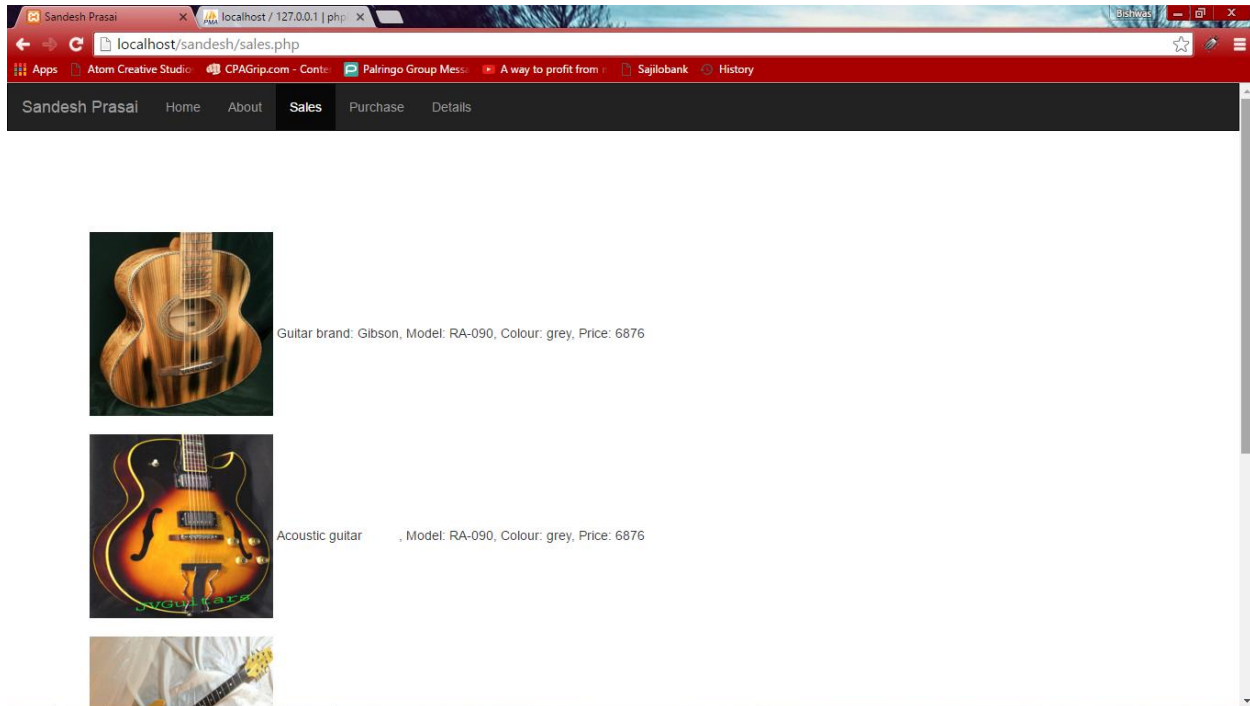 Sandesh Prasai localhost / 127.0.0.1 | php Bishwas
localhost/sandesh/sales.php
Apps Atom Creative Studio CPAGrip.com - Conte Palringo Group Mess A way to profit from Sajilobank History
Sandesh Prasai Home About Sales Purchase Details
Guitar brand: Gibson, Model: RA-090, Colour: grey, Price: 6876
Acoustic guitar , Model: RA-090, Colour: grey, Price: 6876
JVGuitars